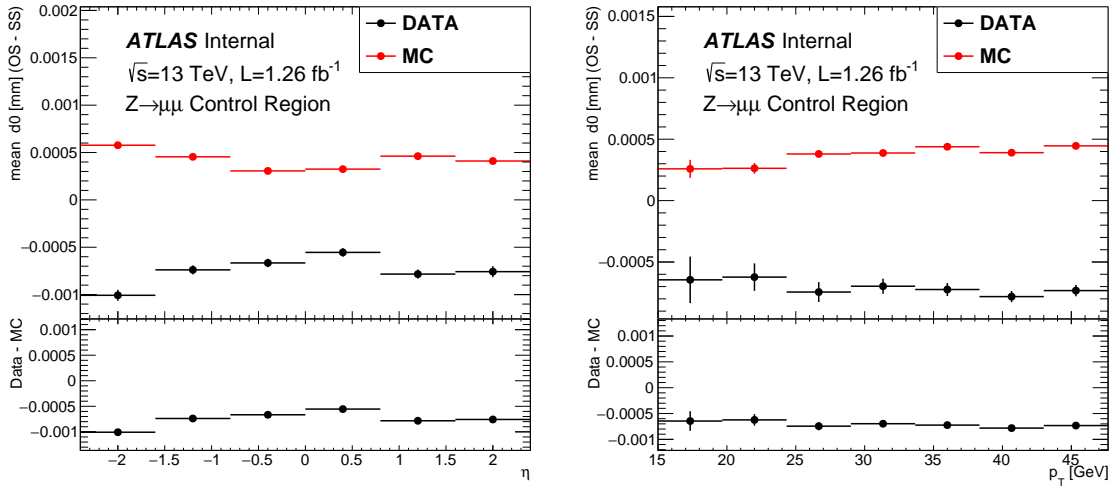 mean d0 [mm] (OS - SS)
0.002
0.0015
0.001
0.0005
0
−0.0005
−0.001
ATLAS Internal
√s=13 TeV, L=1.26 fb-1
Z→μμ Control Region
DATA
MC
Data - MC
0.001
0.0005
0
−0.0005
−0.001
−2 −1.5 −1 −0.5 0 0.5 1 1.5 2
η
mean d0 [mm] (OS - SS)
0.0015
0.001
0.0005
0
−0.0005
ATLAS Internal
√s=13 TeV, L=1.26 fb-1
Z→μμ Control Region
DATA
MC
Data - MC
0.001
0.0005
0
−0.0005
−0.001
15 20 25 30 35 40 45
pT [GeV]